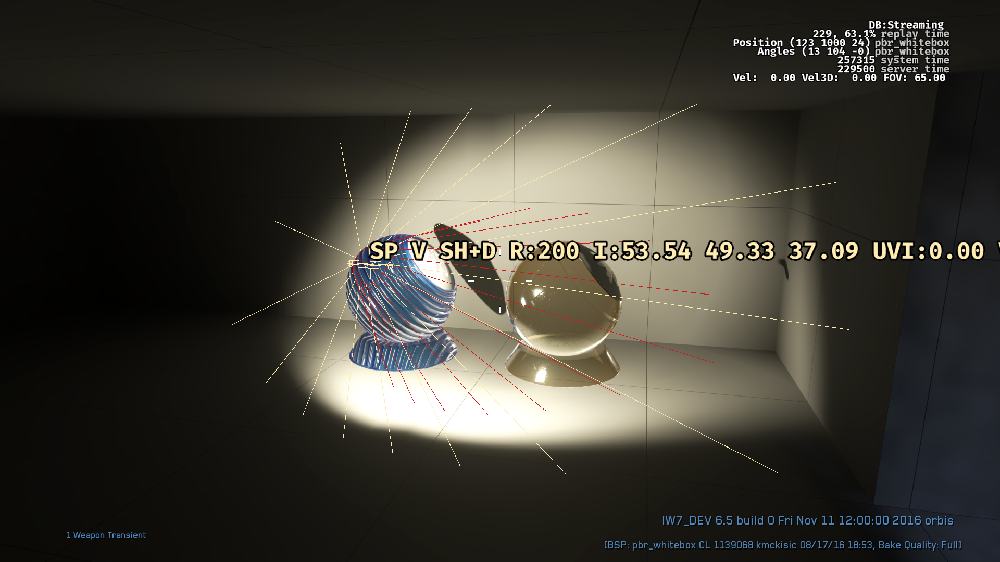 DB:Streaming
229, 63.1% replay time
Position (123 1000 24) pbr_whitebox
Angles (13 104 -0) pbr_whitebox
257315 system time
229500 server time
Vel: 0.00 Vel3D: 0.00 FOV: 65.00
SP V SH+D R:200 I:53.54 49.33 37.09 UVI:0.00
IW7_DEV 6.5 build 0 Fri Nov 11 12:00:00 2016 orbis
1 Weapon Transient
[BSP: pbr_whitebox CL 1139068 kmckisic 08/17/16 18:53, Bake Quality: Full]